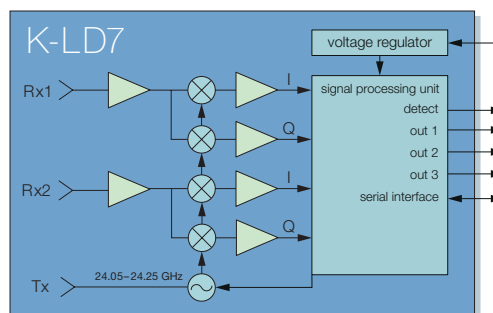 K-LD7
voltage regulator
Rx1
I
signal processing unit
detect
out 1
Q
out 2
Rx2
I
out 3
serial interface
Q
24.05–24.25 GHz
Tx